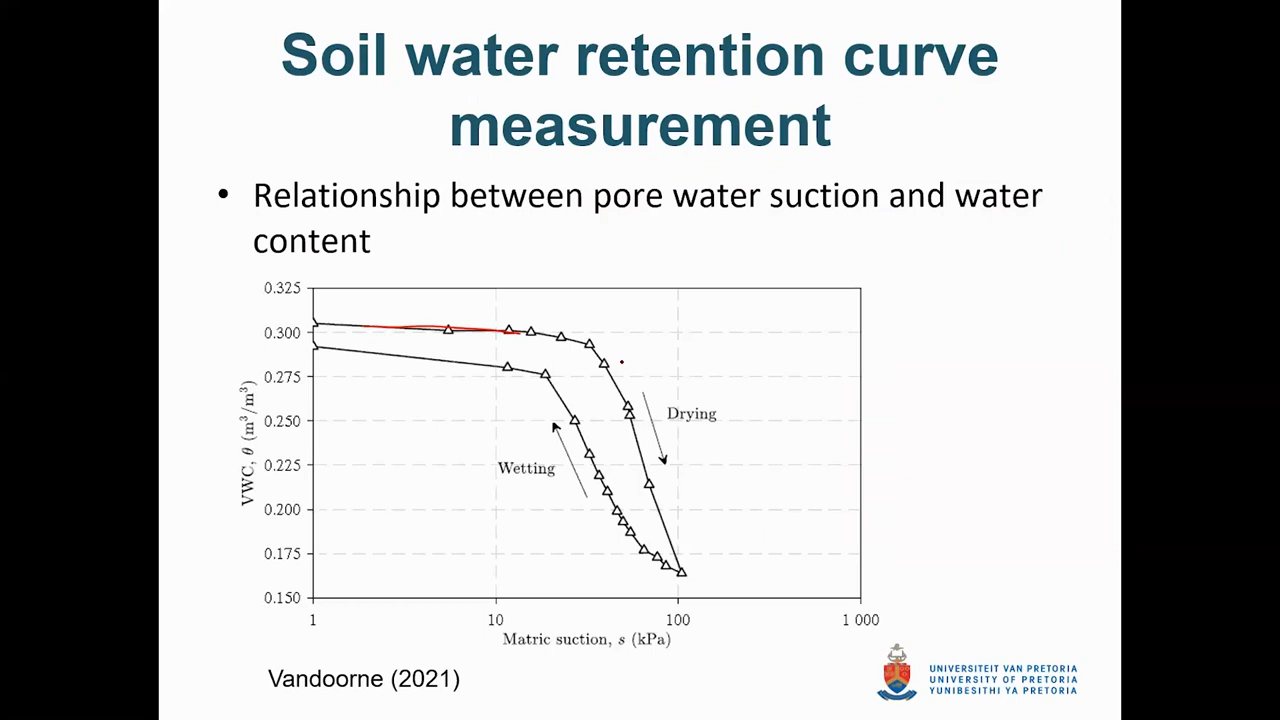 Soil water retention curve
measurement
• Relationship between pore water suction and water
content
0.325
0.300
0.275
0.250
0.225
0.200
0.175
0.150
VWC, θ (m³/m³)
Drying
Wetting
1
10
100
1 000
Matric suction, s (kPa)
Vandoorne (2021)
UNIVERSITEIT VAN PRETORIA
UNIVERSITY OF PRETORIA
YUNIBESITHI YA PRETORIA